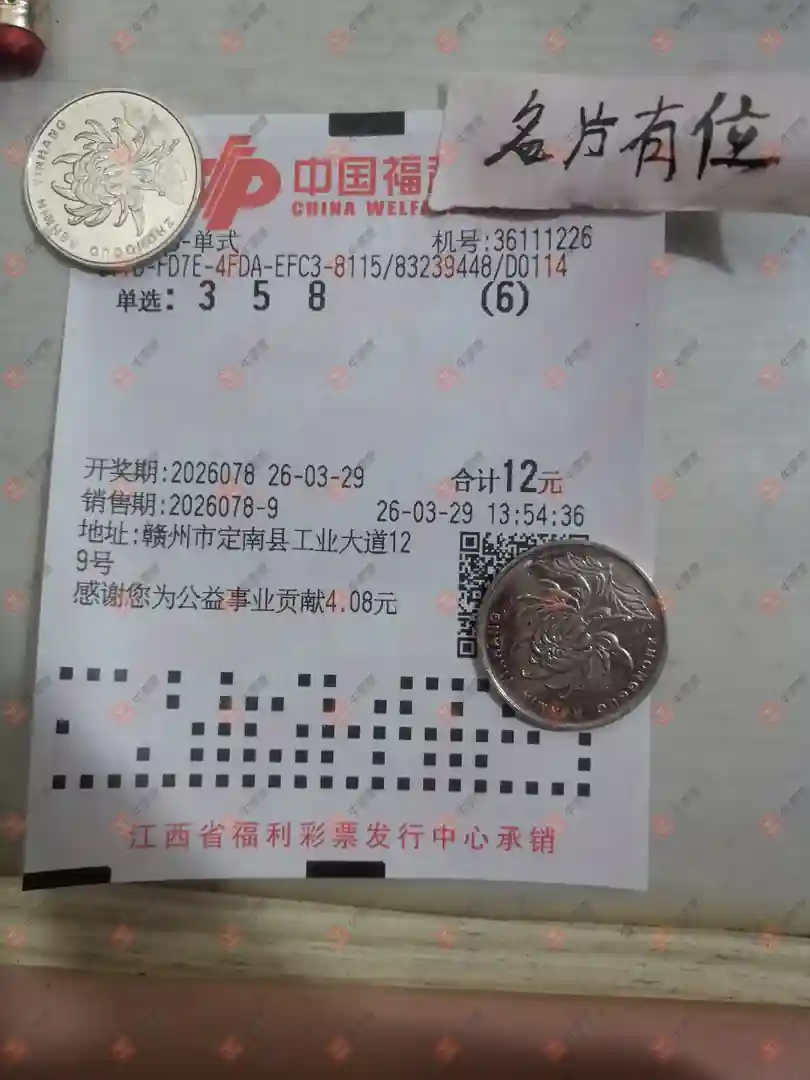 名片有位
中国福
CHINA WELF
-单式 机号:36111226
-FD7E-4FDA-EFC3-8115/83239448/D0114
单选: 3 5 8 (6)
开奖期:2026078 26-03-29 合计12元
销售期:2026078-9 26-03-29 13:54:36
地址:赣州市定南县工业大道12
9号
感谢您为公益事业贡献4.08元
江西省福利彩票发行中心承销
ZHONGGUO RENMIN YINHANG